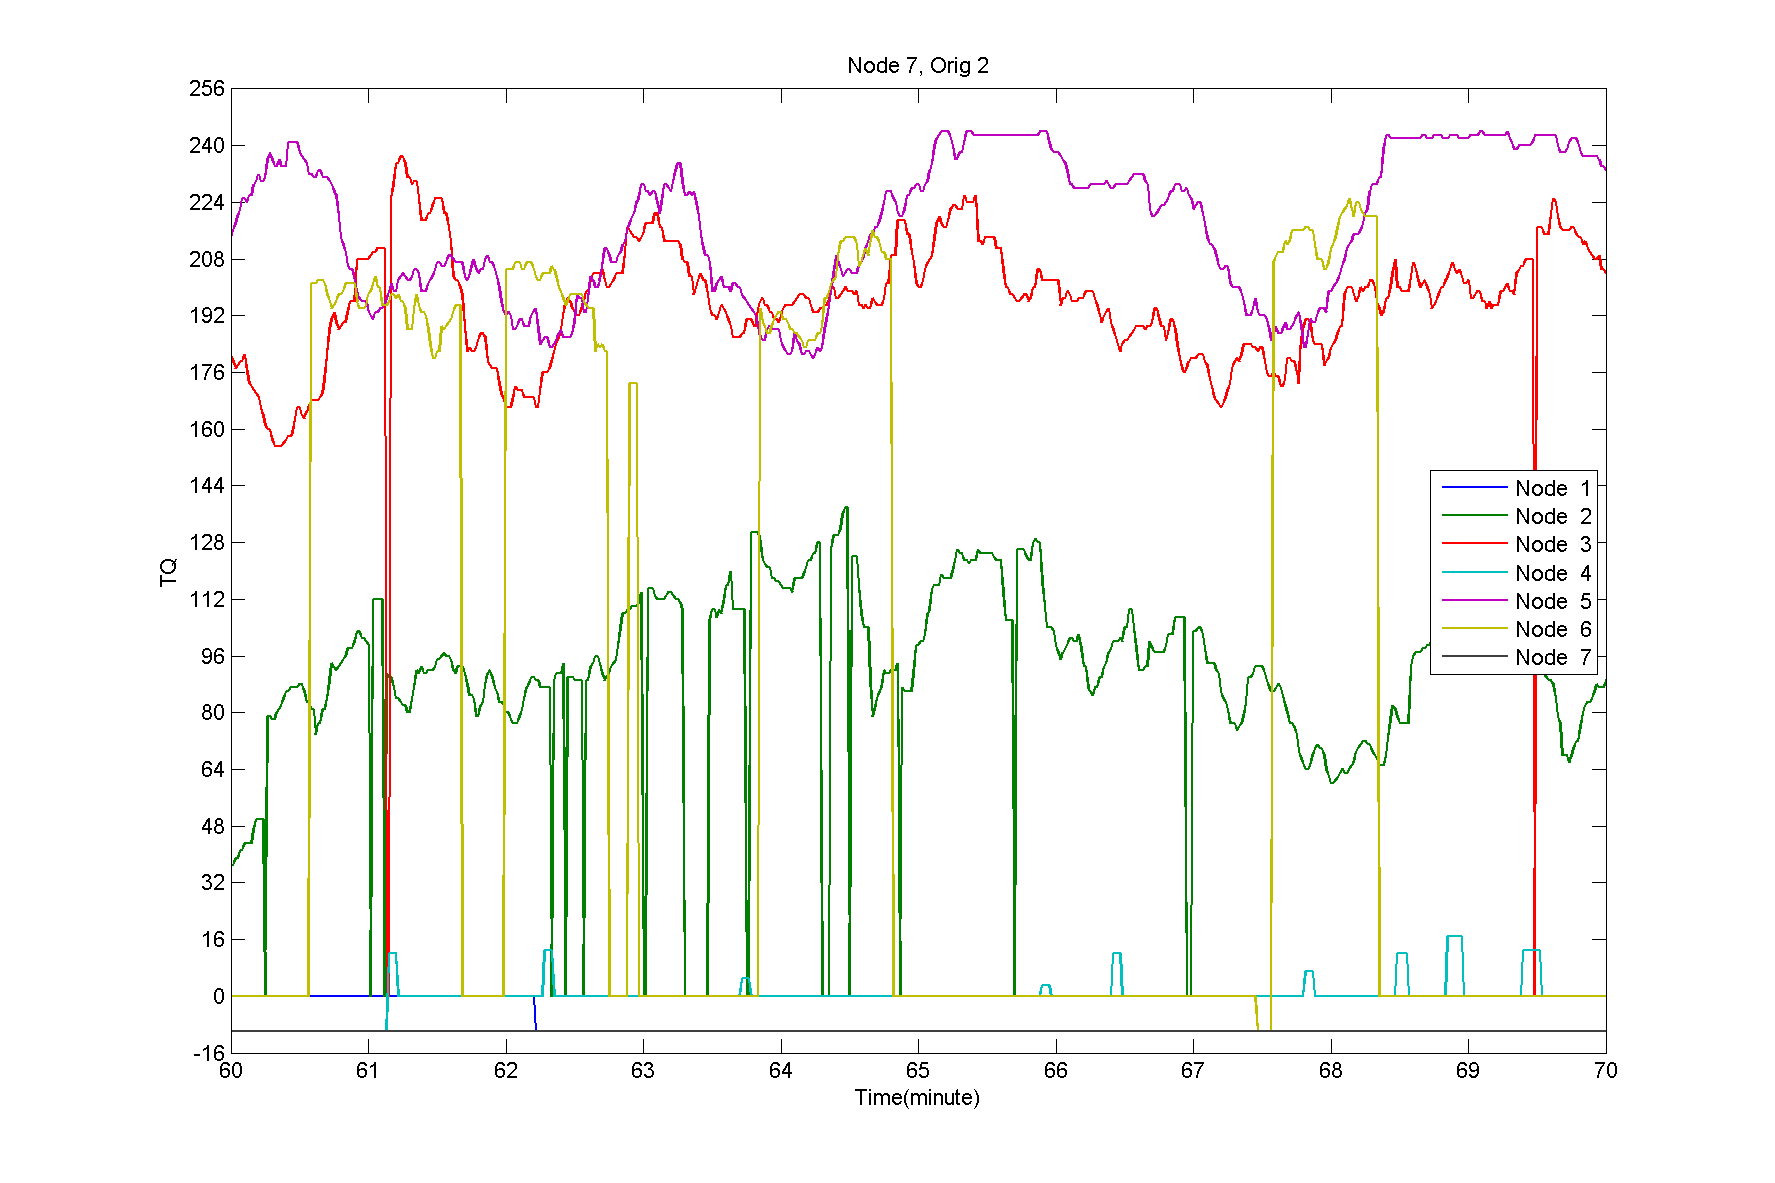 Node 7, Orig 2
256
240
224
208
192
176
160
144
128
112
96
80
64
48
32
16
0
-16
TQ
Node 1
Node 2
Node 3
Node 4
Node 5
Node 6
Node 7
60 61 62 63 64 65 66 67 68 69 70
Time(minute)